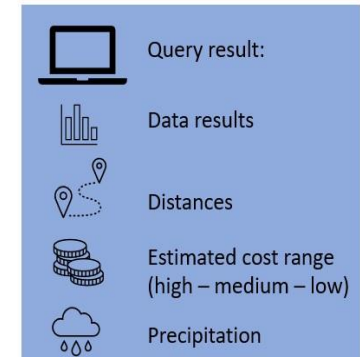 Query result:
Data results
Distances
Estimated cost range
(high – medium – low)
Precipitation